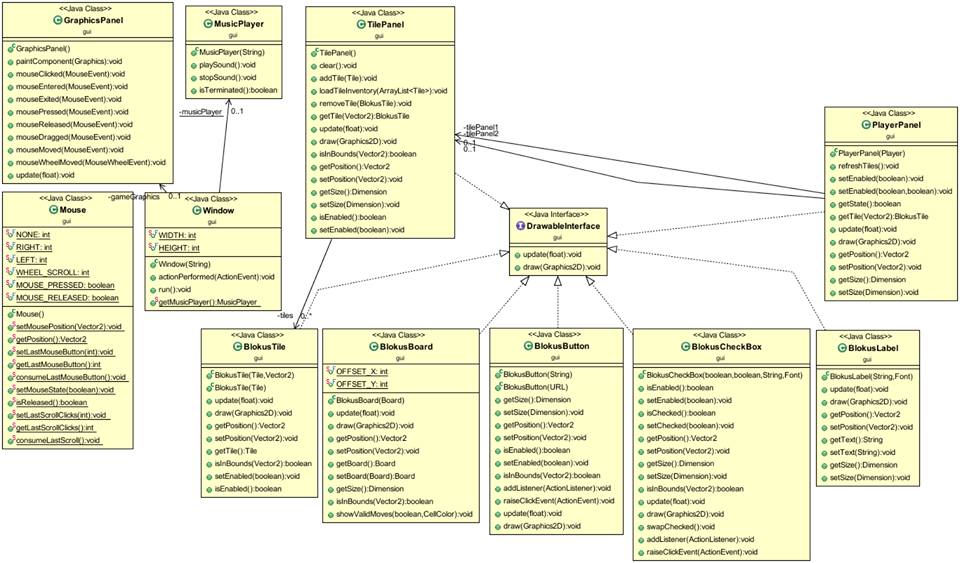 <<Java Class>>
GraphicsPanel
gui
GraphicsPanel()
paintComponent(Graphics):void
mouseClicked(MouseEvent):void
mouseEntered(MouseEvent):void
mouseExited(MouseEvent):void
mousePressed(MouseEvent):void
mouseReleased(MouseEvent):void
mouseDragged(MouseEvent):void
mouseMoved(MouseEvent):void
mouseWheelMoved(MouseWheelEvent):void
update(float):void
<<Java Class>>
MusicPlayer
gui
MusicPlayer(String)
playSound():void
stopSound():void
isTerminated():boolean
-musicPlayer
0..1
<<Java Class>>
TilePanel
gui
TilePanel()
clear():void
addTile(Tile):void
loadTileInventory(ArrayList<Tile>):void
removeTile(BlokusTile):void
getTile(Vector2):BlokusTile
update(float):void
draw(Graphics2D):void
isInBounds(Vector2):boolean
getPosition():Vector2
setPosition(Vector2):void
getSize():Dimension
setSize(Dimension):void
isEnabled():boolean
setEnabled(boolean):void
-tilePanel1
-tilePanel2
0..1
0..1
<<Java Class>>
PlayerPanel
gui
PlayerPanel(Player)
refreshTiles():void
setEnabled(boolean):void
setEnabled(boolean,boolean):void
getState():boolean
getTile(Vector2):BlokusTile
update(float):void
draw(Graphics2D):void
getPosition():Vector2
setPosition(Vector2):void
getSize():Dimension
setSize(Dimension):void
-gameGraphics
0..1
<<Java Class>>
Mouse
gui
NONE: int
RIGHT: int
LEFT: int
WHEEL_SCROLL: int
MOUSE_PRESSED: boolean
MOUSE_RELEASED: boolean
Mouse()
setMousePosition(Vector2):void
getPosition():Vector2
setLastMouseButton(int):void
getLastMouseButton():int
consumeLastMouseButton():void
setMouseState(boolean):void
isReleased():boolean
setLastScrollClicks(int):void
getLastScrollClicks():int
consumeLastScroll():void
<<Java Class>>
Window
gui
WIDTH: int
HEIGHT: int
Window(String)
actionPerformed(ActionEvent):void
run():void
getMusicPlayer():MusicPlayer
<<Java Interface>>
DrawableInterface
gui
update(float):void
draw(Graphics2D):void
-tiles
0..*
<<Java Class>>
BlokusTile
gui
BlokusTile(Tile,Vector2)
BlokusTile(Tile)
update(float):void
draw(Graphics2D):void
getPosition():Vector2
setPosition(Vector2):void
getTile():Tile
isInBounds(Vector2):boolean
setEnabled(boolean):void
isEnabled():boolean
<<Java Class>>
BlokusBoard
gui
OFFSET_X: int
OFFSET_Y: int
BlokusBoard(Board)
update(float):void
draw(Graphics2D):void
getPosition():Vector2
setPosition(Vector2):void
getBoard():Board
setBoard(Board):Board
getSize():Dimension
isInBounds(Vector2):boolean
showValidMoves(boolean,CellColor):void
<<Java Class>>
BlokusButton
gui
BlokusButton(String)
BlokusButton(URL)
getSize():Dimension
setSize(Dimension):void
getPosition():Vector2
setPosition(Vector2):void
isEnabled():boolean
setEnabled(boolean):void
isInBounds(Vector2):boolean
addListener(ActionListener):void
raiseClickEvent(ActionEvent):void
update(float):void
draw(Graphics2D):void
<<Java Class>>
BlokusCheckBox
gui
BlokusCheckBox(boolean,boolean,String,Font)
isEnabled():boolean
setEnabled(boolean):void
isChecked():boolean
setChecked(boolean):void
getPosition():Vector2
setPosition(Vector2):void
getSize():Dimension
setSize(Dimension):void
isInBounds(Vector2):boolean
update(float):void
draw(Graphics2D):void
swapChecked():void
addListener(ActionListener):void
raiseClickEvent(ActionEvent):void
<<Java Class>>
BlokusLabel
gui
BlokusLabel(String,Font)
update(float):void
draw(Graphics2D):void
getPosition():Vector2
setPosition(Vector2):void
getText():String
setText(String):void
getSize():Dimension
setSize(Dimension):void